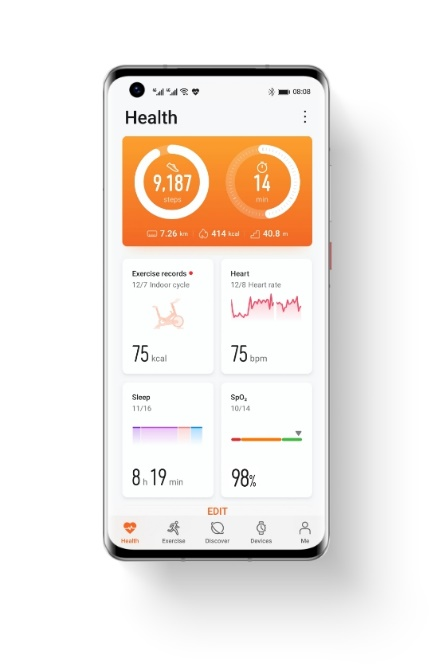 08:08
Health
9,187
steps
14
min
7.26 km
414 kcal
40.8 m
Exercise records
12/7 Indoor cycle
75 kcal
Heart
12/8 Heart rate
75 bpm
Sleep
11/16
8 h 19 min
SpO₂
10/14
98%
EDIT
Health Exercise Discover Devices Me